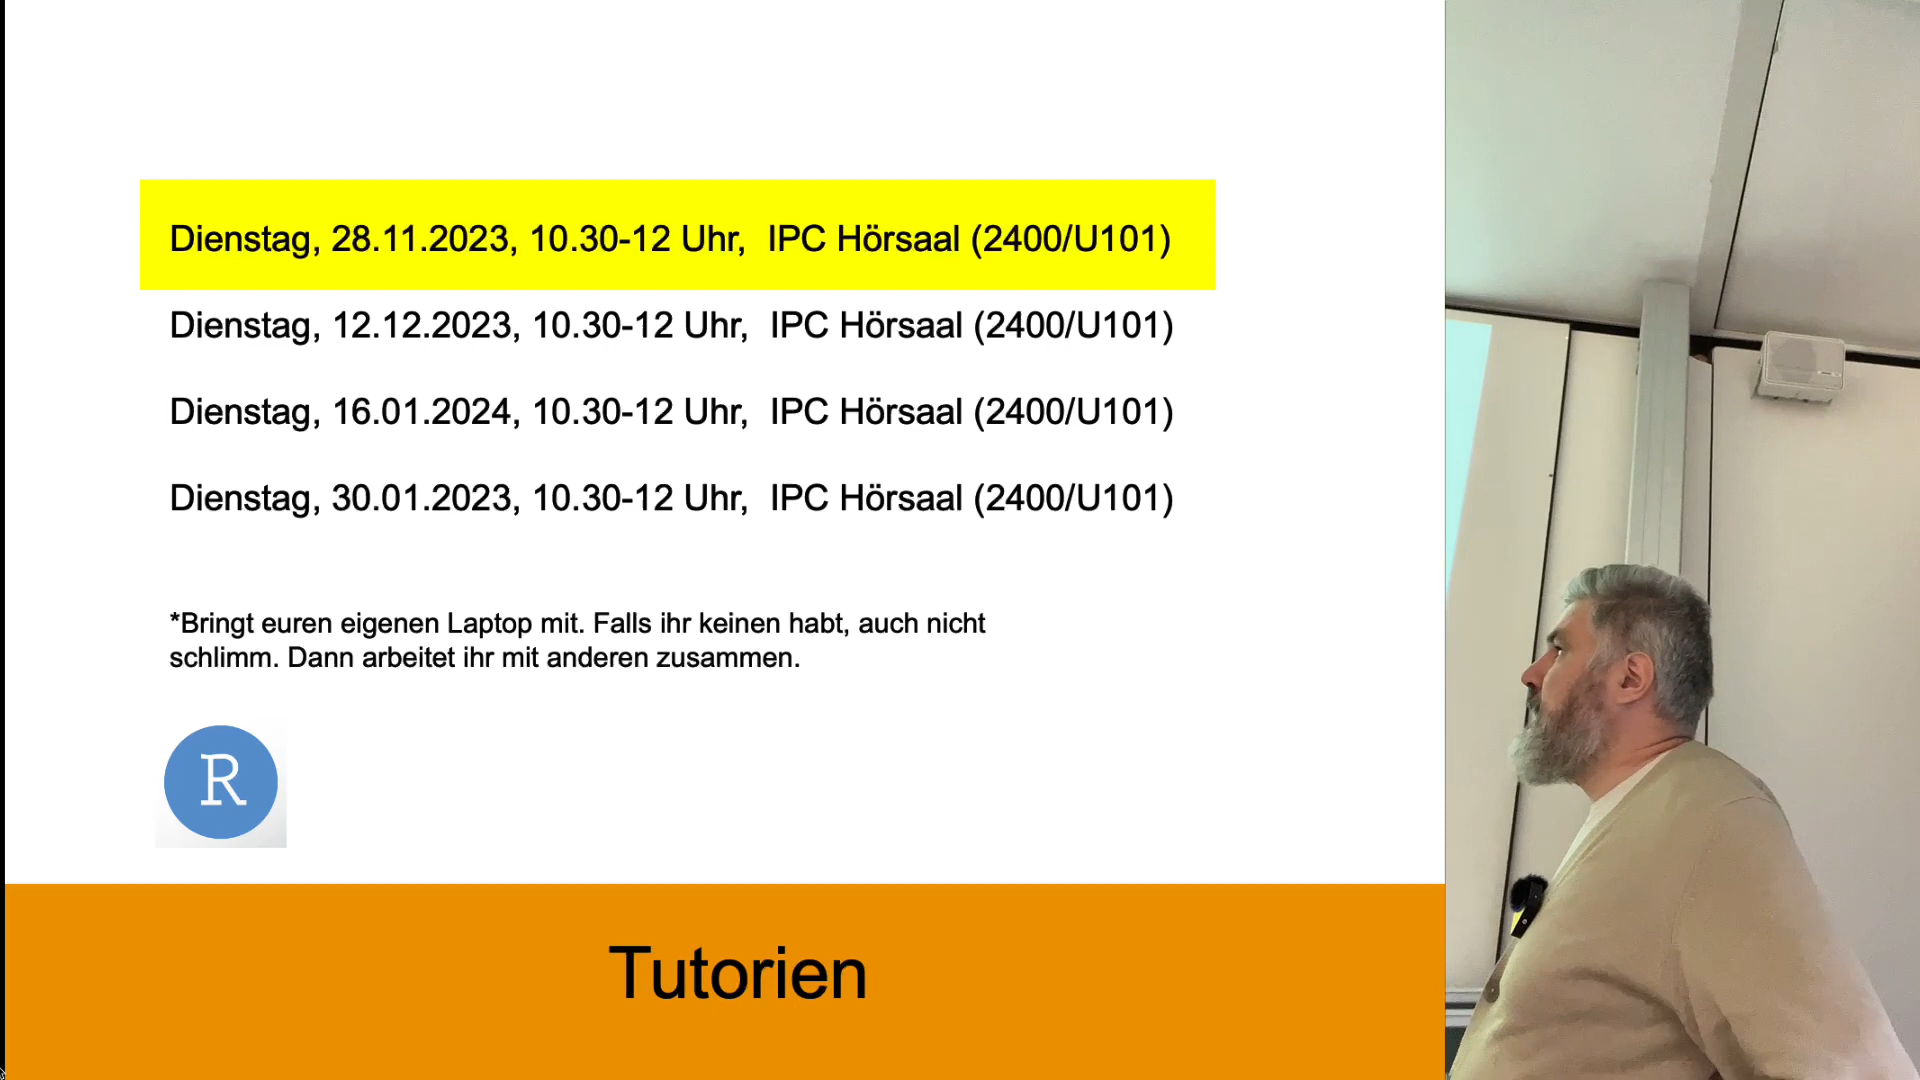 Dienstag, 28.11.2023, 10.30-12 Uhr, IPC Hörsaal (2400/U101)
Dienstag, 12.12.2023, 10.30-12 Uhr, IPC Hörsaal (2400/U101)
Dienstag, 16.01.2024, 10.30-12 Uhr, IPC Hörsaal (2400/U101)
Dienstag, 30.01.2023, 10.30-12 Uhr, IPC Hörsaal (2400/U101)
*Bringt euren eigenen Laptop mit. Falls ihr keinen habt, auch nicht
schlimm. Dann arbeitet ihr mit anderen zusammen.
R
Tutorien